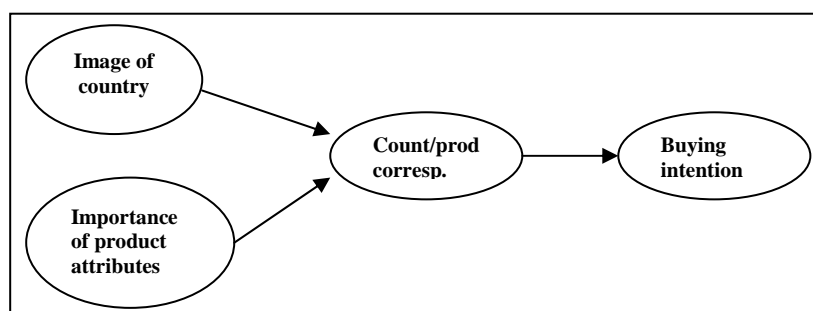 Image of
country
Count/prod
corresp.
Buying
intention
Importance
of product
attributes